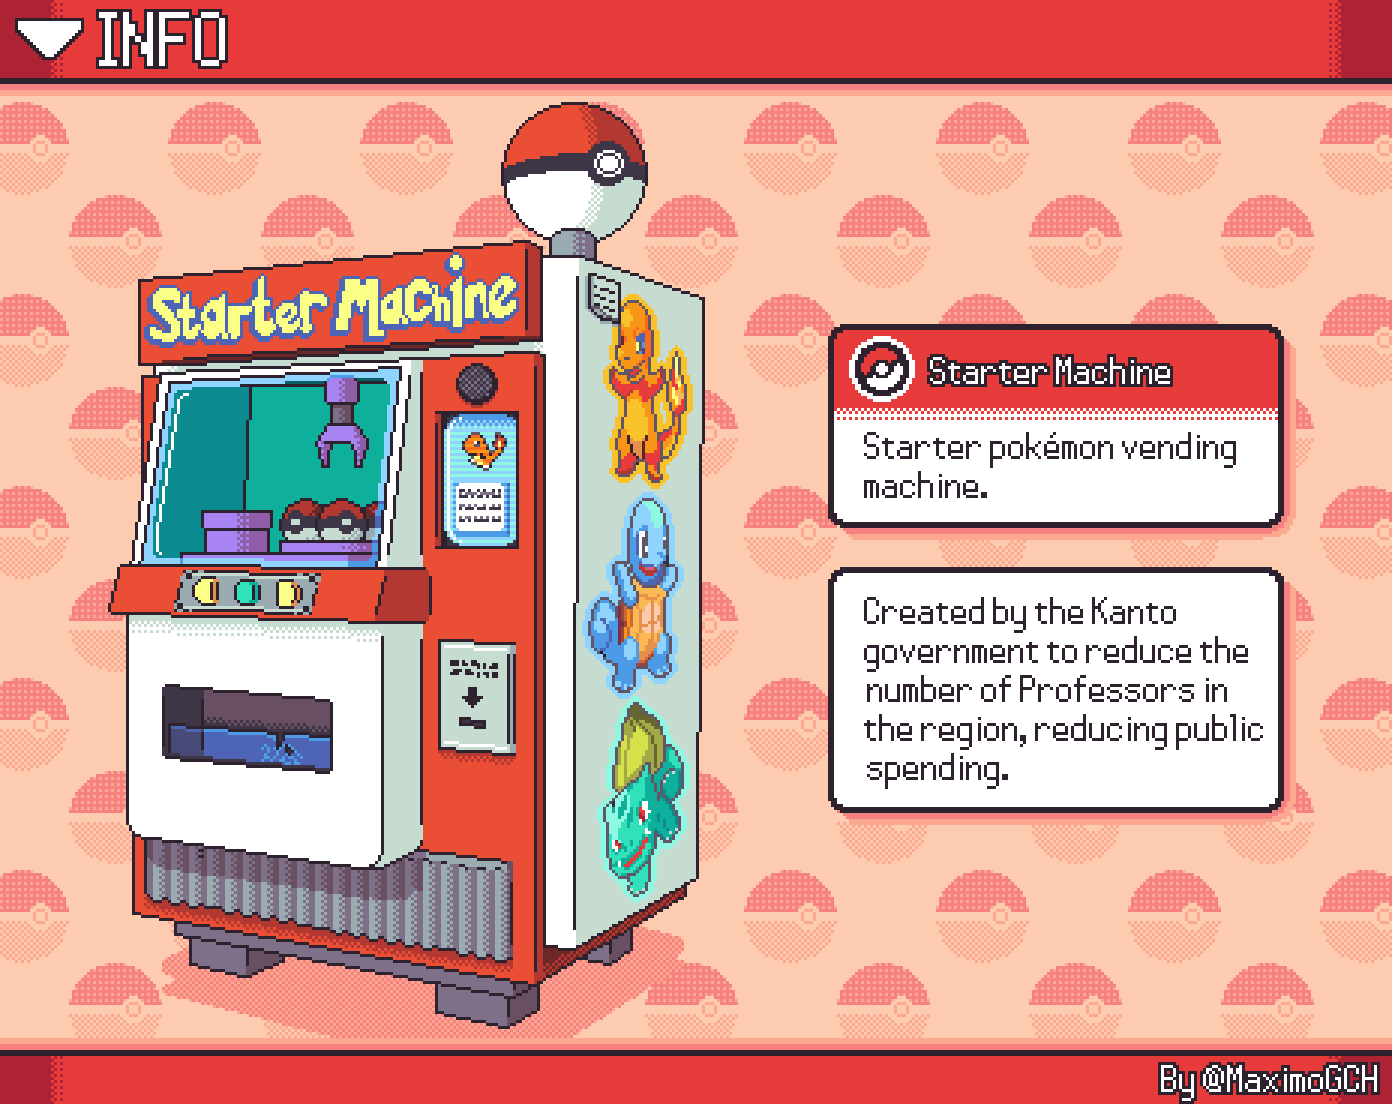 INFO
Starter Machine
Starter Machine
Starter pokémon vending
machine.
Created by the Kanto
government to reduce the
number of Professors in
the region, reducing public
spending.
By @MaximoGCH